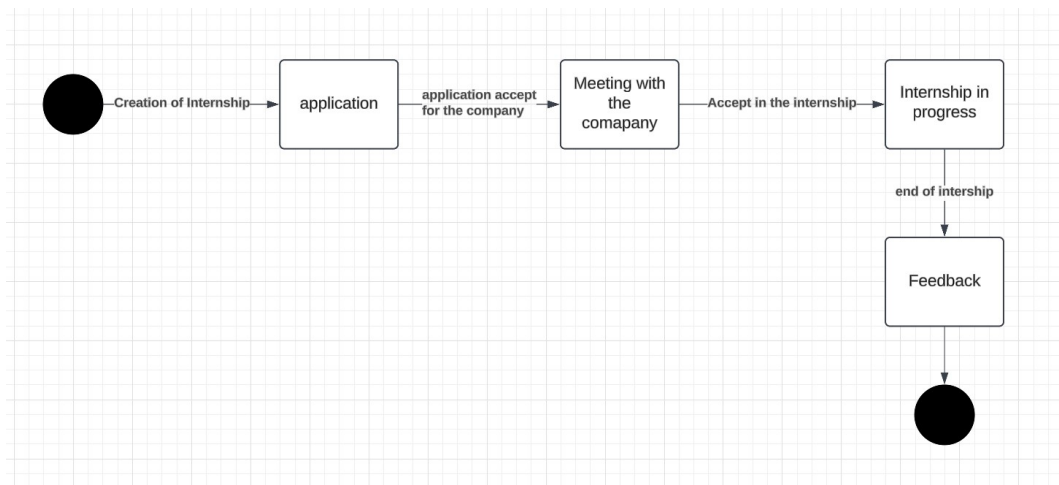 Creation of Internship
application
application accept
for the company
Meeting with
the
comapany
Accept in the internship
Internship in
progress
end of intership
Feedback